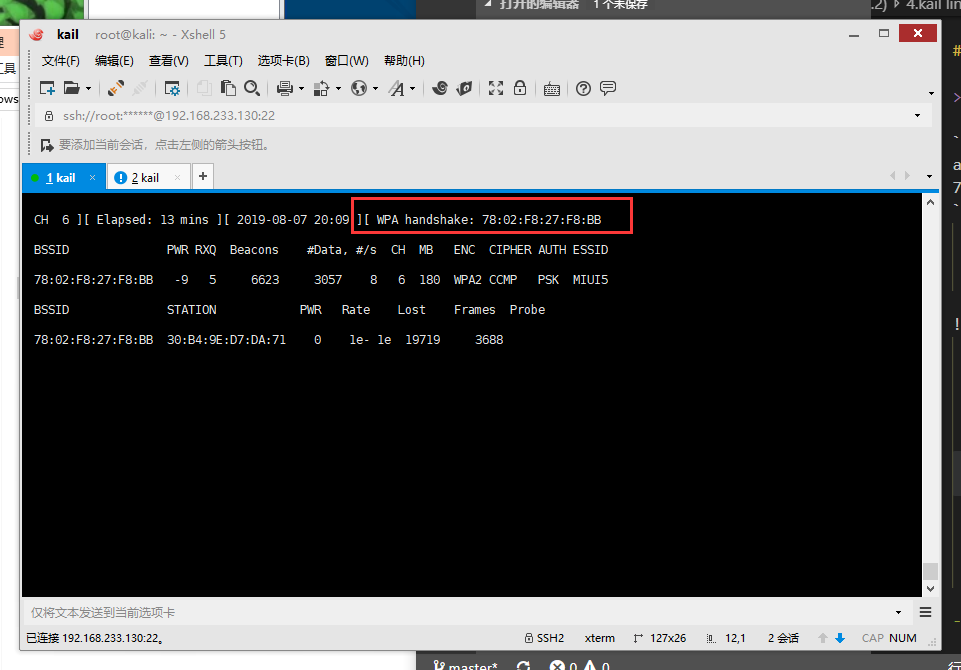 打开的编辑器 1 个未保存
.2) 4.kail lin
理
工具
ows
kail root@kali: ~ - Xshell 5
文件(F) 编辑(E) 查看(V) 工具(T) 选项卡(B) 窗口(W) 帮助(H)
ssh://root:******@192.168.233.130:22
要添加当前会话，点击左侧的箭头按钮。
1 kail × 2 kail × +
CH 6 ][ Elapsed: 13 mins ][ 2019-08-07 20:09 ][ WPA handshake: 78:02:F8:27:F8:BB
BSSID PWR RXQ Beacons #Data, #/s CH MB ENC CIPHER AUTH ESSID
78:02:F8:27:F8:BB -9 5 6623 3057 8 6 180 WPA2 CCMP PSK MIUI5
BSSID STATION PWR Rate Lost Frames Probe
78:02:F8:27:F8:BB 30:B4:9E:D7:DA:71 0 1e- 1e 19719 3688
仅将文本发送到当前选项卡
已连接 192.168.233.130:22。 SSH2 xterm 127x26 12,1 2 会话 CAP NUM
master* 0 0 行